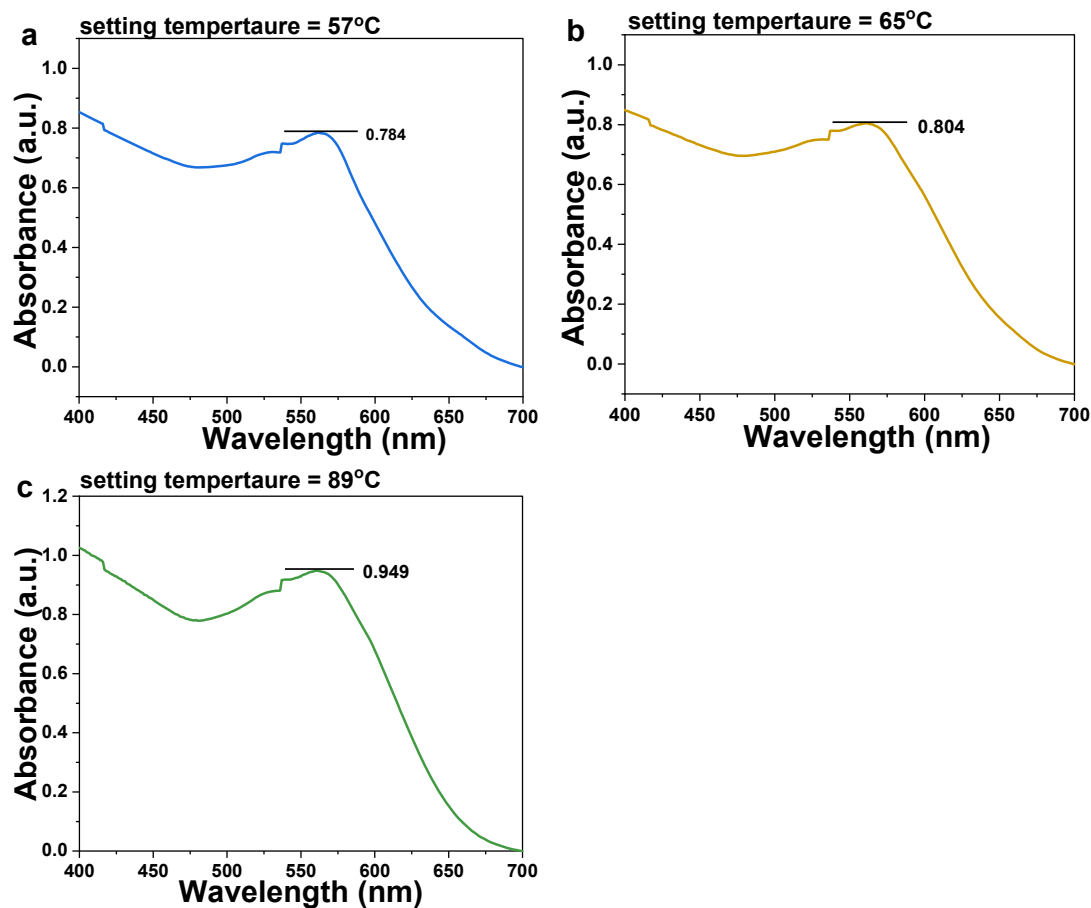 a
setting tempertaure = 57°C
1.0
0.8
0.6
0.4
0.2
0.0
0.784
400 450 500 550 600 650 700
Absorbance (a.u.)
Wavelength (nm)
b
setting tempertaure = 65°C
1.0
0.8
0.6
0.4
0.2
0.0
0.804
400 450 500 550 600 650 700
Absorbance (a.u.)
Wavelength (nm)
c
setting tempertaure = 89°C
1.2
1.0
0.8
0.6
0.4
0.2
0.0
0.949
400 450 500 550 600 650 700
Absorbance (a.u.)
Wavelength (nm)